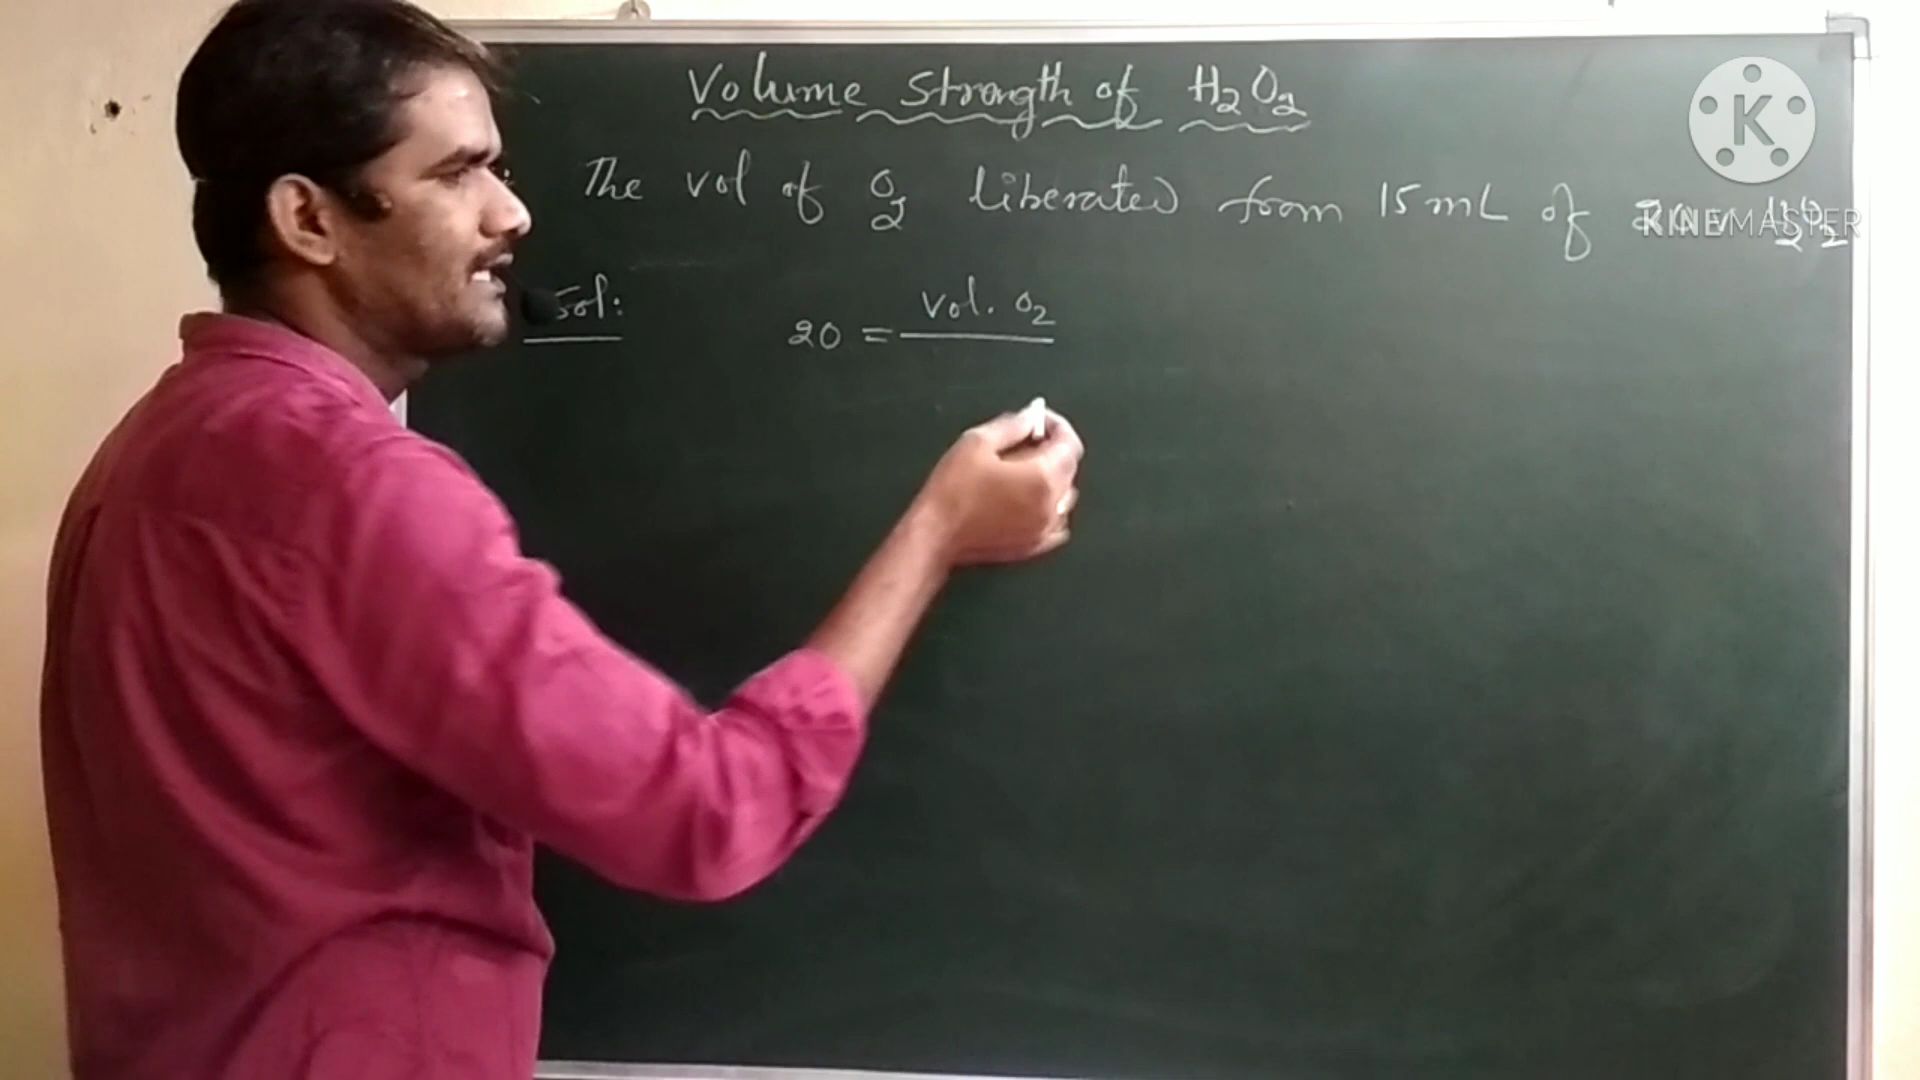 Volume Strength of H₂O₂
The vol of O₂ liberated from 15 mL of 20 v H₂O₂
Sol:
20 = vol. O₂
K
KINEMASTER